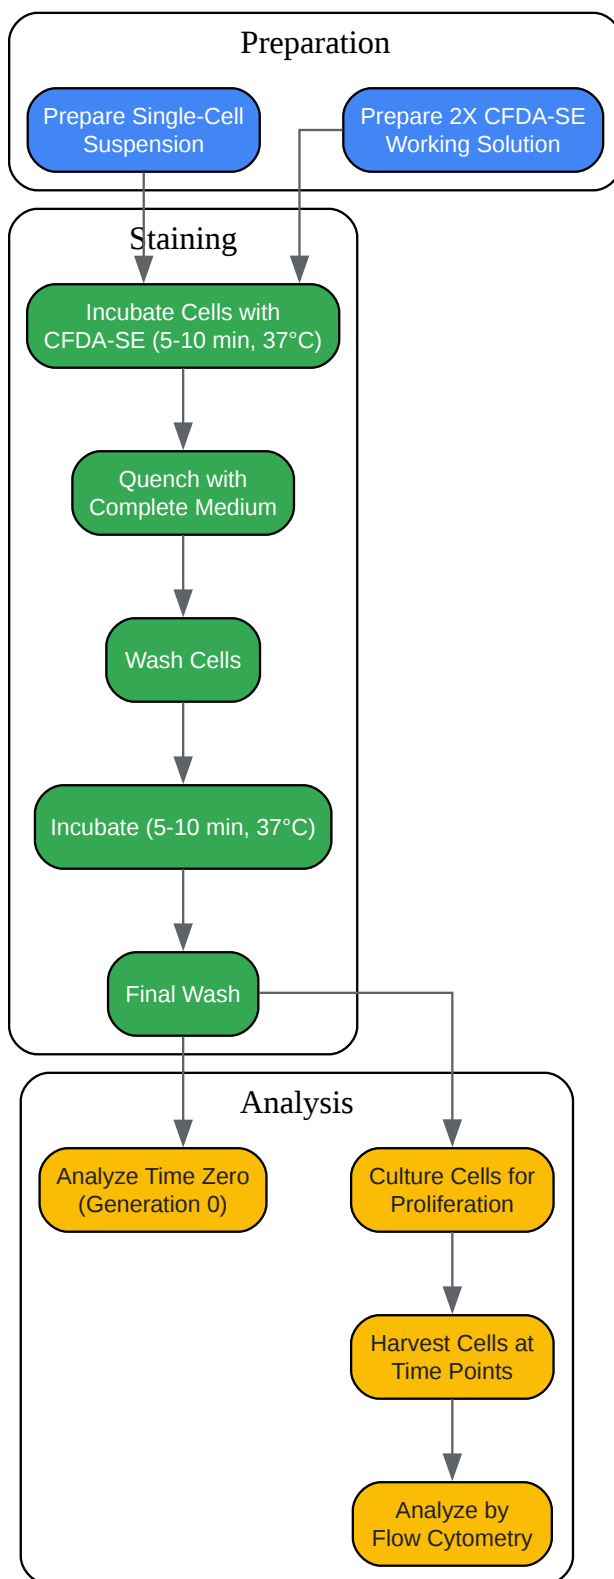 Preparation
Prepare Single-Cell
Suspension
Prepare 2X CFDA-SE
Working Solution
Staining
Incubate Cells with
CFDA-SE (5-10 min, 37°C)
Quench with
Complete Medium
Wash Cells
Incubate (5-10 min, 37°C)
Final Wash
Analysis
Analyze Time Zero
(Generation 0)
Culture Cells for
Proliferation
Harvest Cells at
Time Points
Analyze by
Flow Cytometry